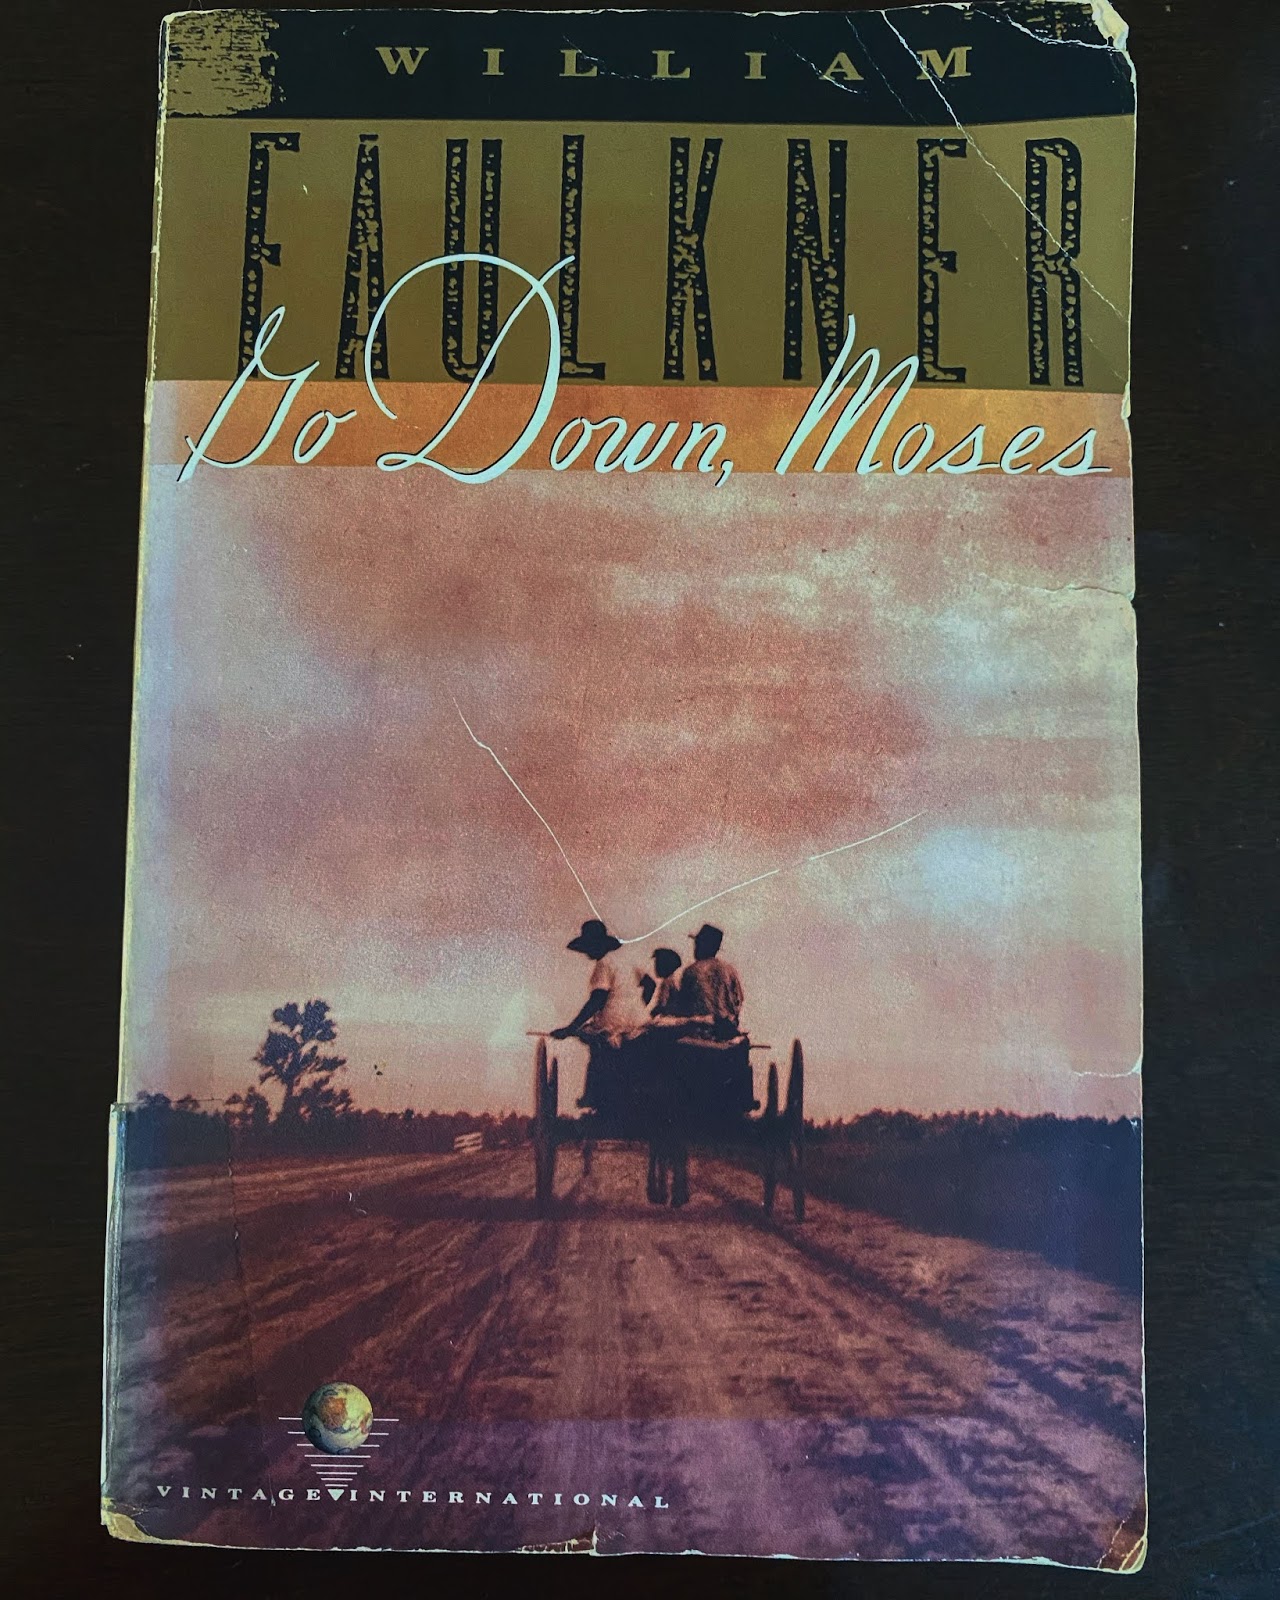 WILLIAM
FAULKNER
Go Down, Moses
VINTAGE INTERNATIONAL